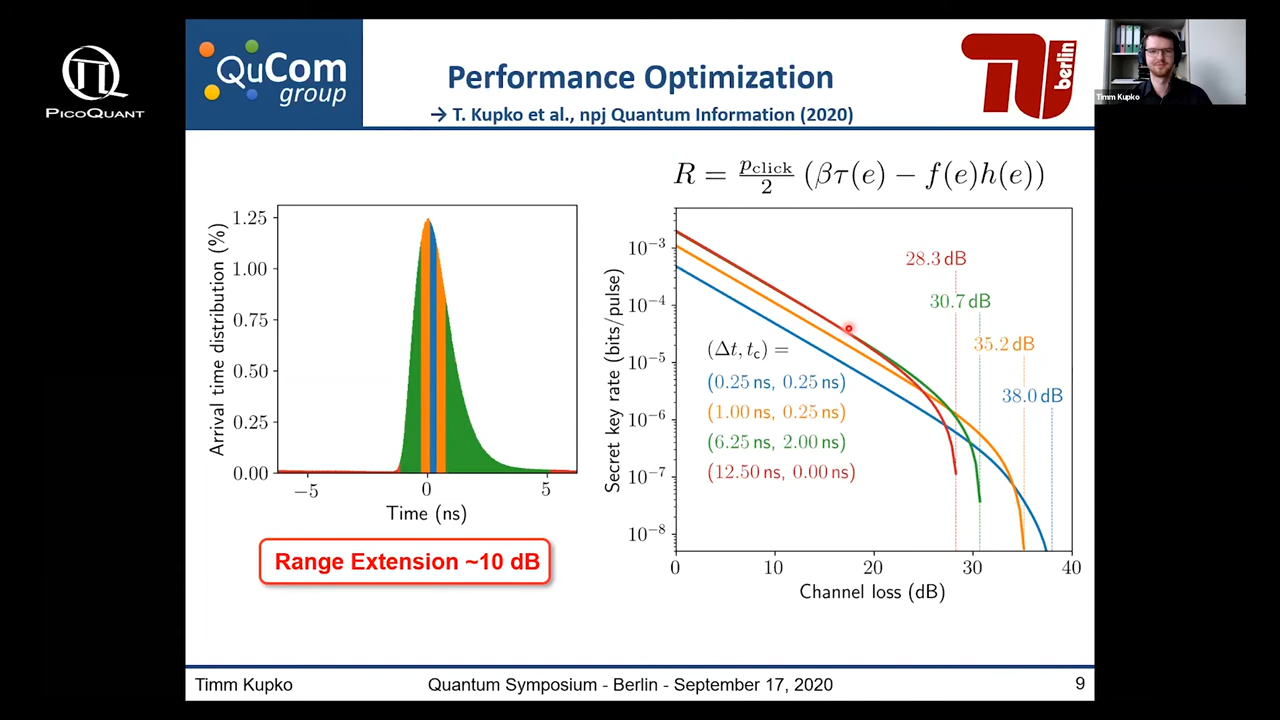 PICOQUANT
QuCom
group
Performance Optimization
→ T. Kupko et al., npj Quantum Information (2020)
berlin
Timm Kupko
R = p_click/2 (βτ(e) − f(e)h(e))
Arrival time distribution (%)
1.25
1.00
0.75
0.50
0.25
0.00
−5
0
5
Time (ns)
Range Extension ~10 dB
Secret key rate (bits/pulse)
10⁻³
10⁻⁴
10⁻⁵
10⁻⁶
10⁻⁷
10⁻⁸
28.3 dB
30.7 dB
35.2 dB
38.0 dB
(Δt, t_c) =
(0.25 ns, 0.25 ns)
(1.00 ns, 0.25 ns)
(6.25 ns, 2.00 ns)
(12.50 ns, 0.00 ns)
0
10
20
30
40
Channel loss (dB)
Timm Kupko
Quantum Symposium - Berlin - September 17, 2020
9